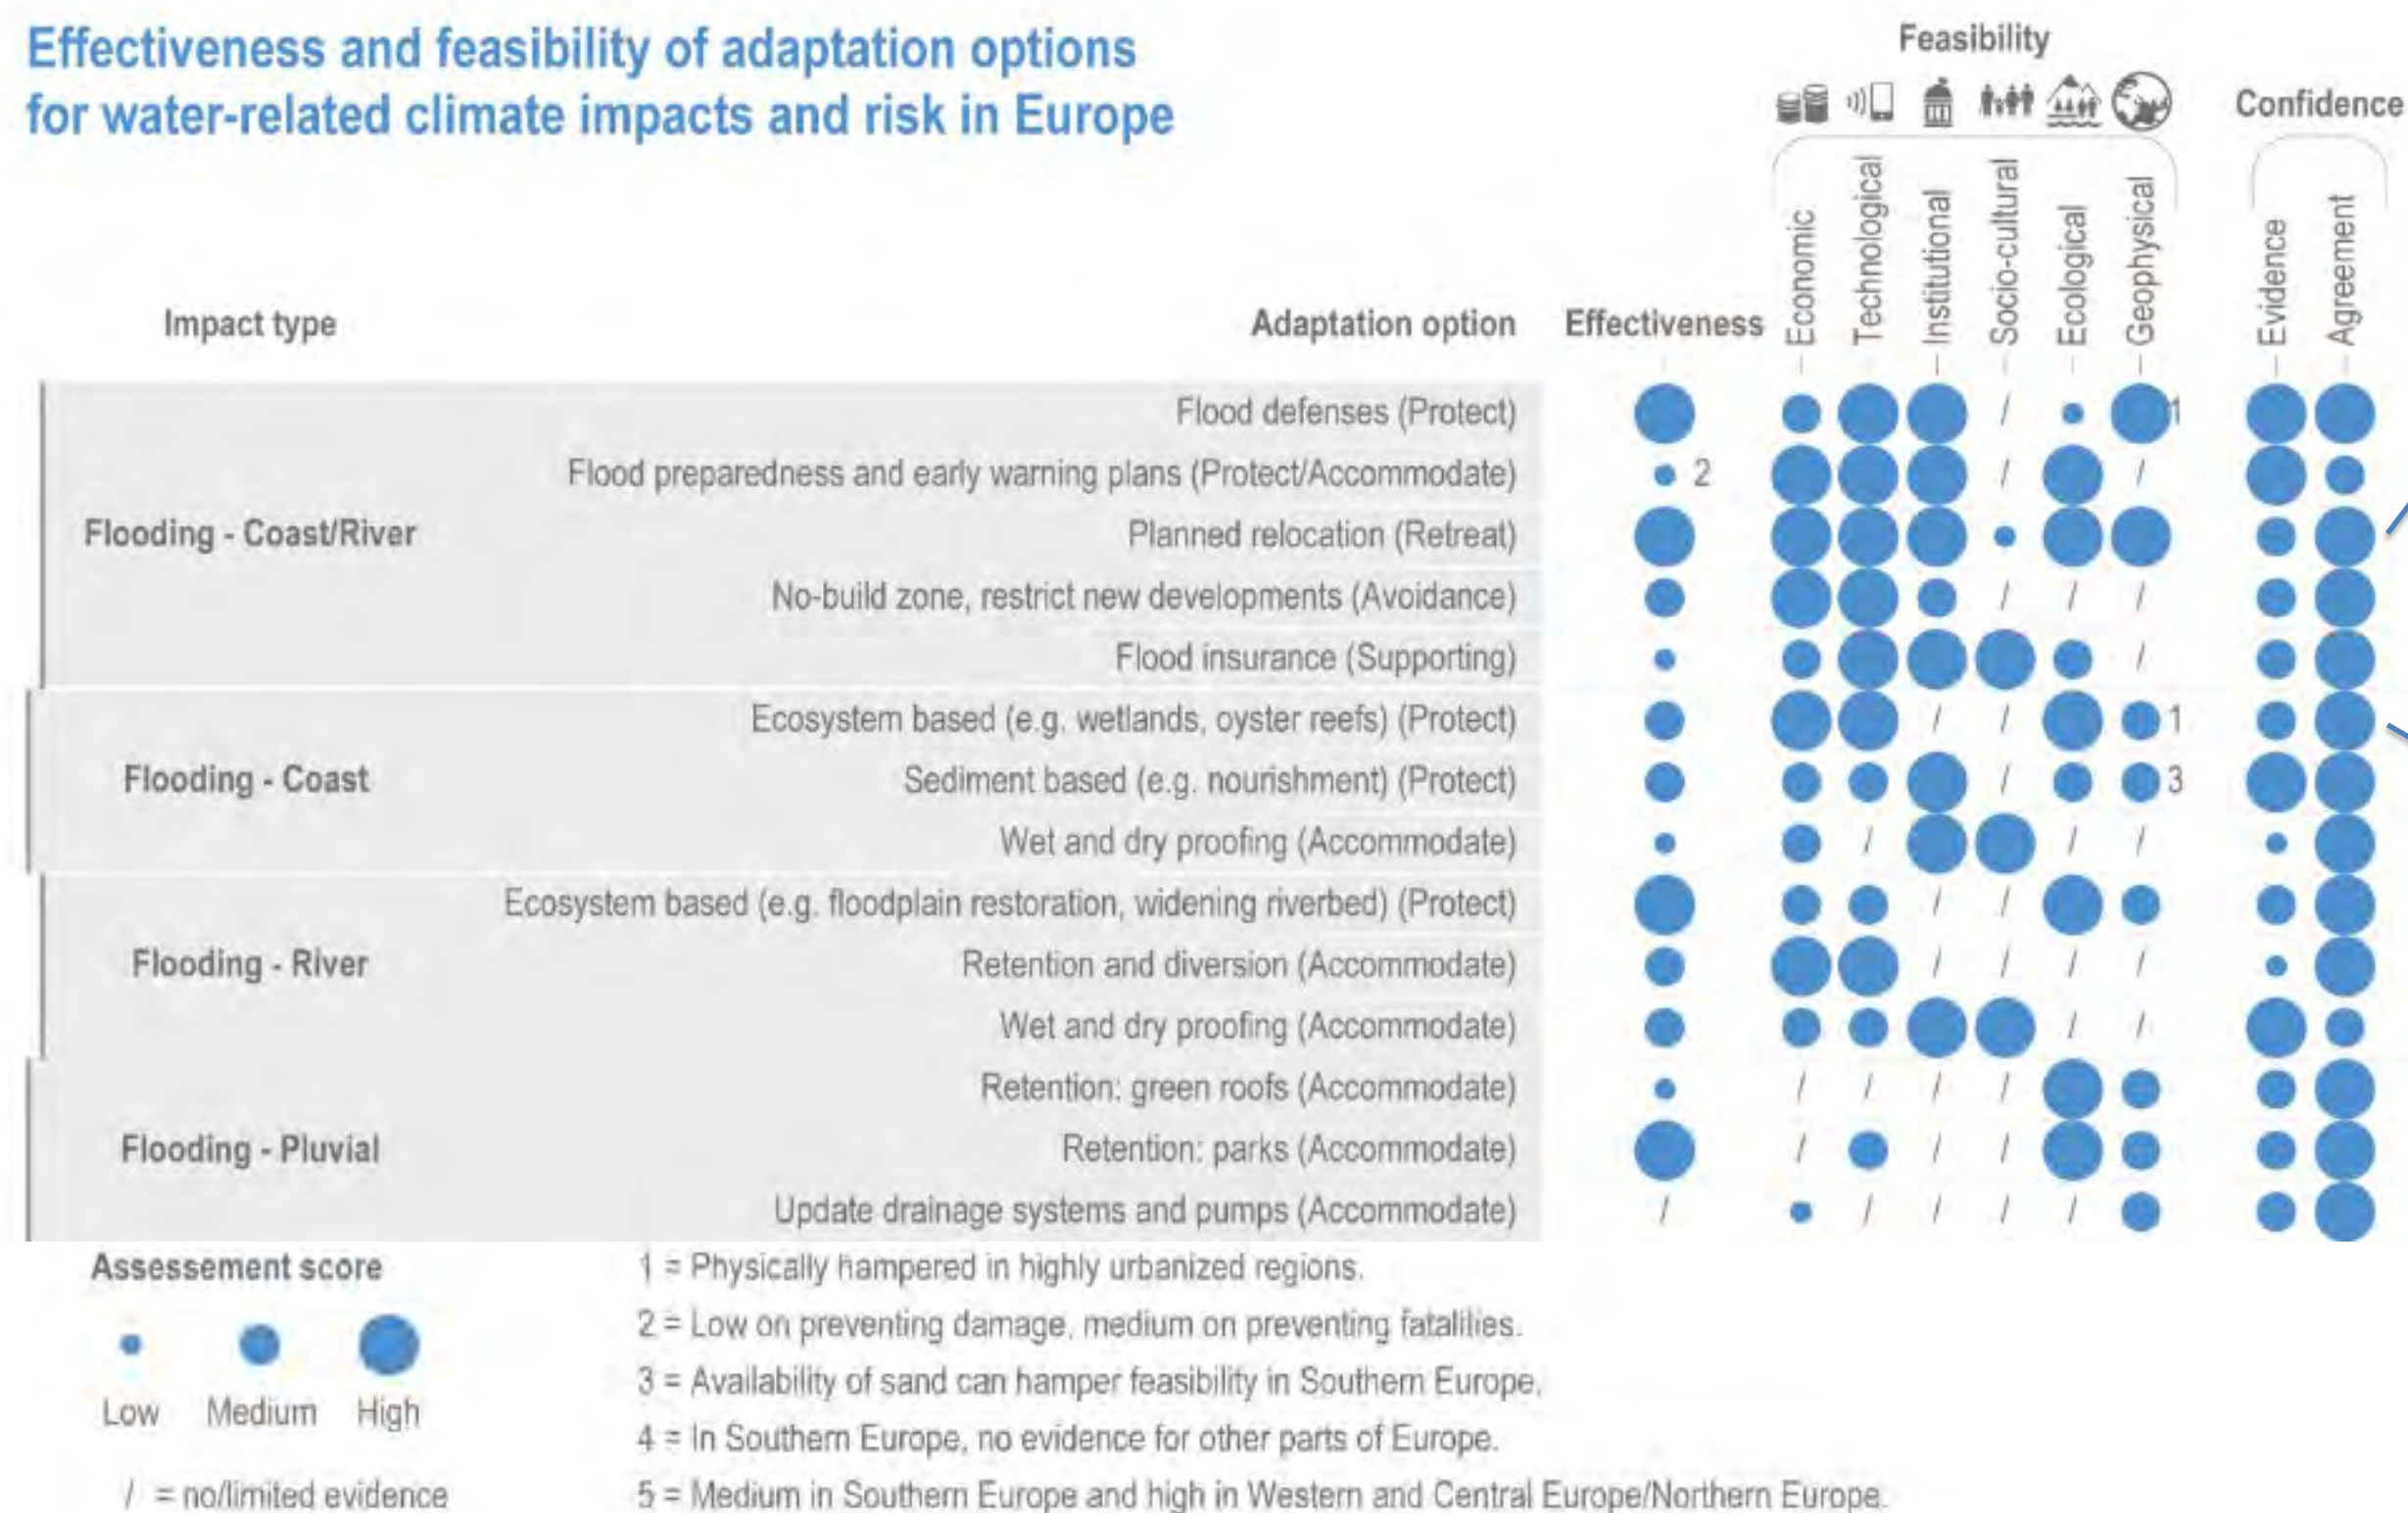 Effectiveness and feasibility of adaptation options
for water-related climate impacts and risk in Europe
Feasibility
Confidence
Impact type
Adaptation option
Effectiveness
Economic
Technological
Institutional
Socio-cultural
Ecological
Geophysical
Evidence
Agreement
Flooding - Coast/River
Flood defenses (Protect) / 1
Flood preparedness and early warning plans (Protect/Accommodate) 2 / /
Planned relocation (Retreat)
No-build zone, restrict new developments (Avoidance) / / /
Flood insurance (Supporting) /
Flooding - Coast
Ecosystem based (e.g. wetlands, oyster reefs) (Protect) / / 1
Sediment based (e.g. nourishment) (Protect) / 3
Wet and dry proofing (Accommodate) / / /
Flooding - River
Ecosystem based (e.g. floodplain restoration, widening riverbed) (Protect) / /
Retention and diversion (Accommodate) / / / /
Wet and dry proofing (Accommodate) / /
Flooding - Pluvial
Retention: green roofs (Accommodate) / / / /
Retention: parks (Accommodate) / / /
Update drainage systems and pumps (Accommodate) / / / / /
Assessement score
Low Medium High
/ = no/limited evidence
1 = Physically hampered in highly urbanized regions.
2 = Low on preventing damage, medium on preventing fatalities.
3 = Availability of sand can hamper feasibility in Southern Europe.
4 = In Southern Europe, no evidence for other parts of Europe.
5 = Medium in Southern Europe and high in Western and Central Europe/Northern Europe.